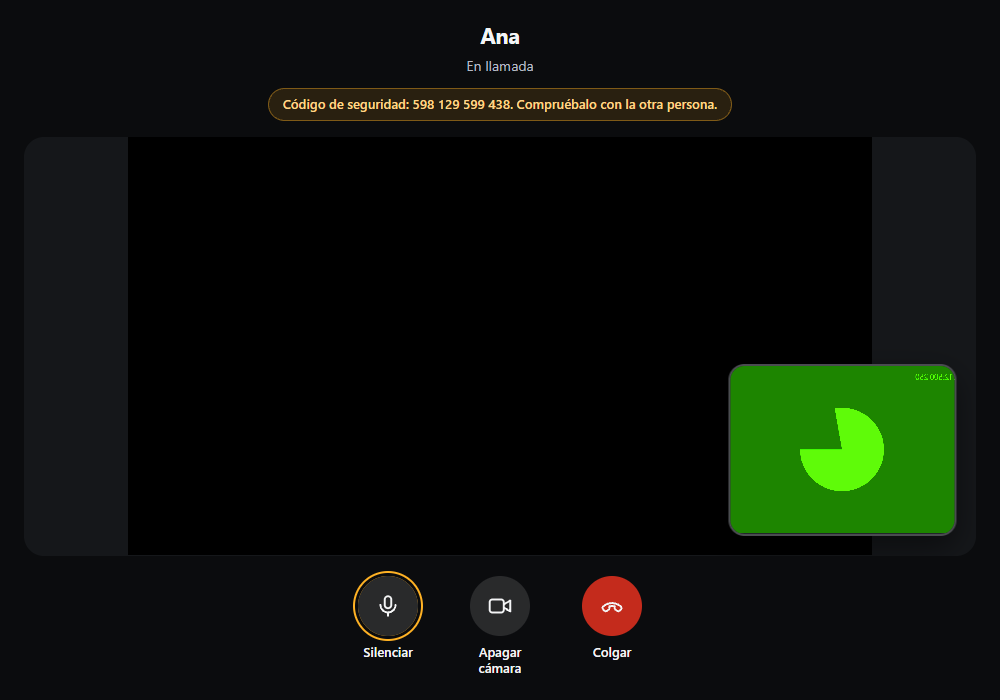 Ana
En llamada
Código de seguridad: 598 129 599 438. Compruébalo con la otra persona.
Silenciar
Apagar
cámara
Colgar